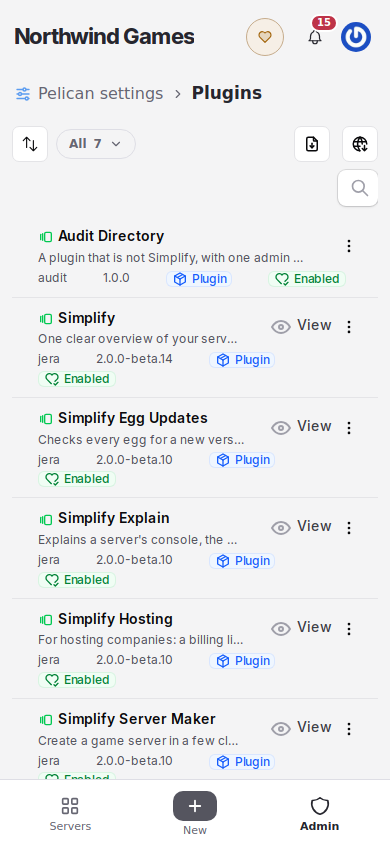 Northwind Games
15
Pelican settings > Plugins
All 7
Audit Directory
A plugin that is not Simplify, with one admin ...
audit 1.0.0 Plugin Enabled
Simplify
View
One clear overview of your serv...
jera 2.0.0-beta.14 Plugin
Enabled
Simplify Egg Updates
View
Checks every egg for a new vers...
jera 2.0.0-beta.10 Plugin
Enabled
Simplify Explain
View
Explains a server's console, the ...
jera 2.0.0-beta.10 Plugin
Enabled
Simplify Hosting
View
For hosting companies: a billing li...
jera 2.0.0-beta.10 Plugin
Enabled
Simplify Server Maker
View
Create a game server in a few cl...
jera 2.0.0-beta.10 Plugin
Enabled
Servers New Admin